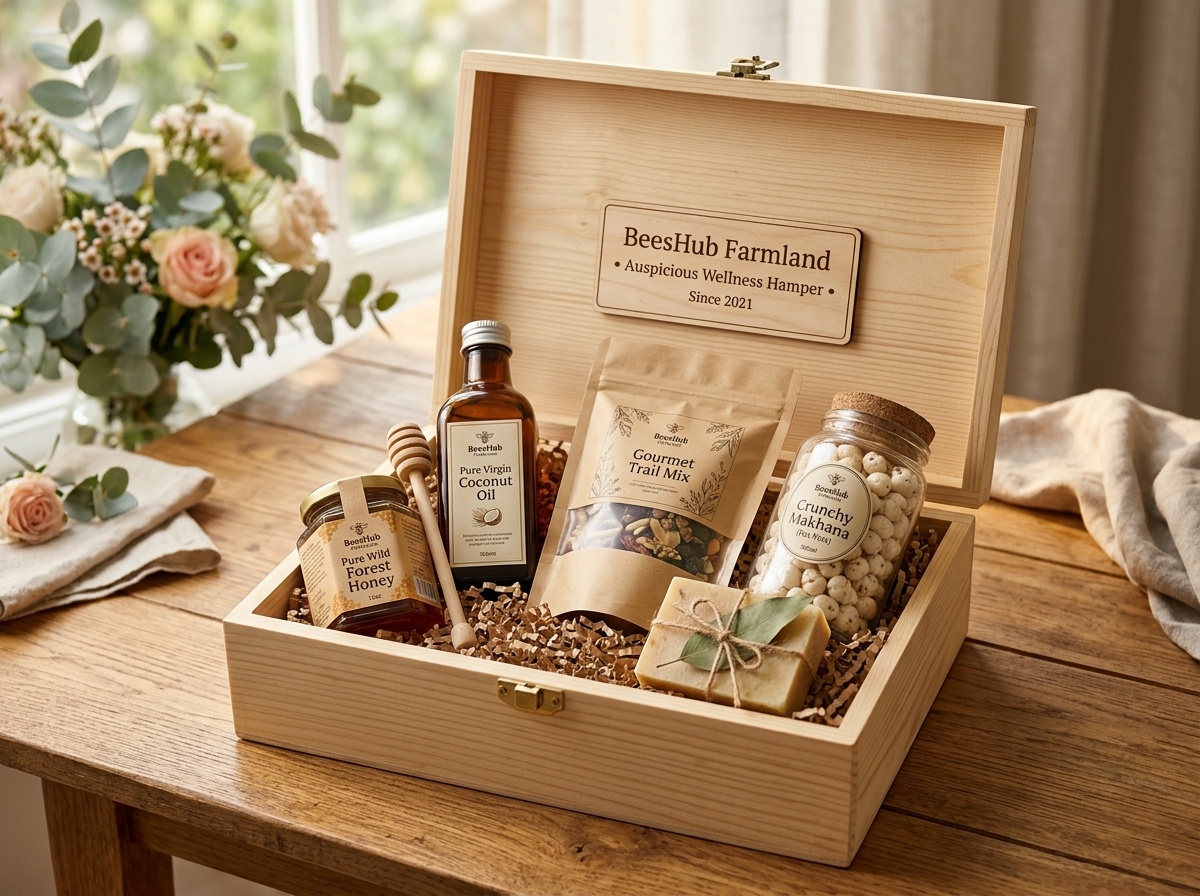 BeesHub Farmland
• Auspicious Wellness Hamper •
Since 2021
BeesHub
Pure Wild
Forest
Honey
BeesHub
Pure Virgin
Coconut
Oil
BeesHub
Gourmet
Trail Mix
BeesHub
Crunchy
Makhana